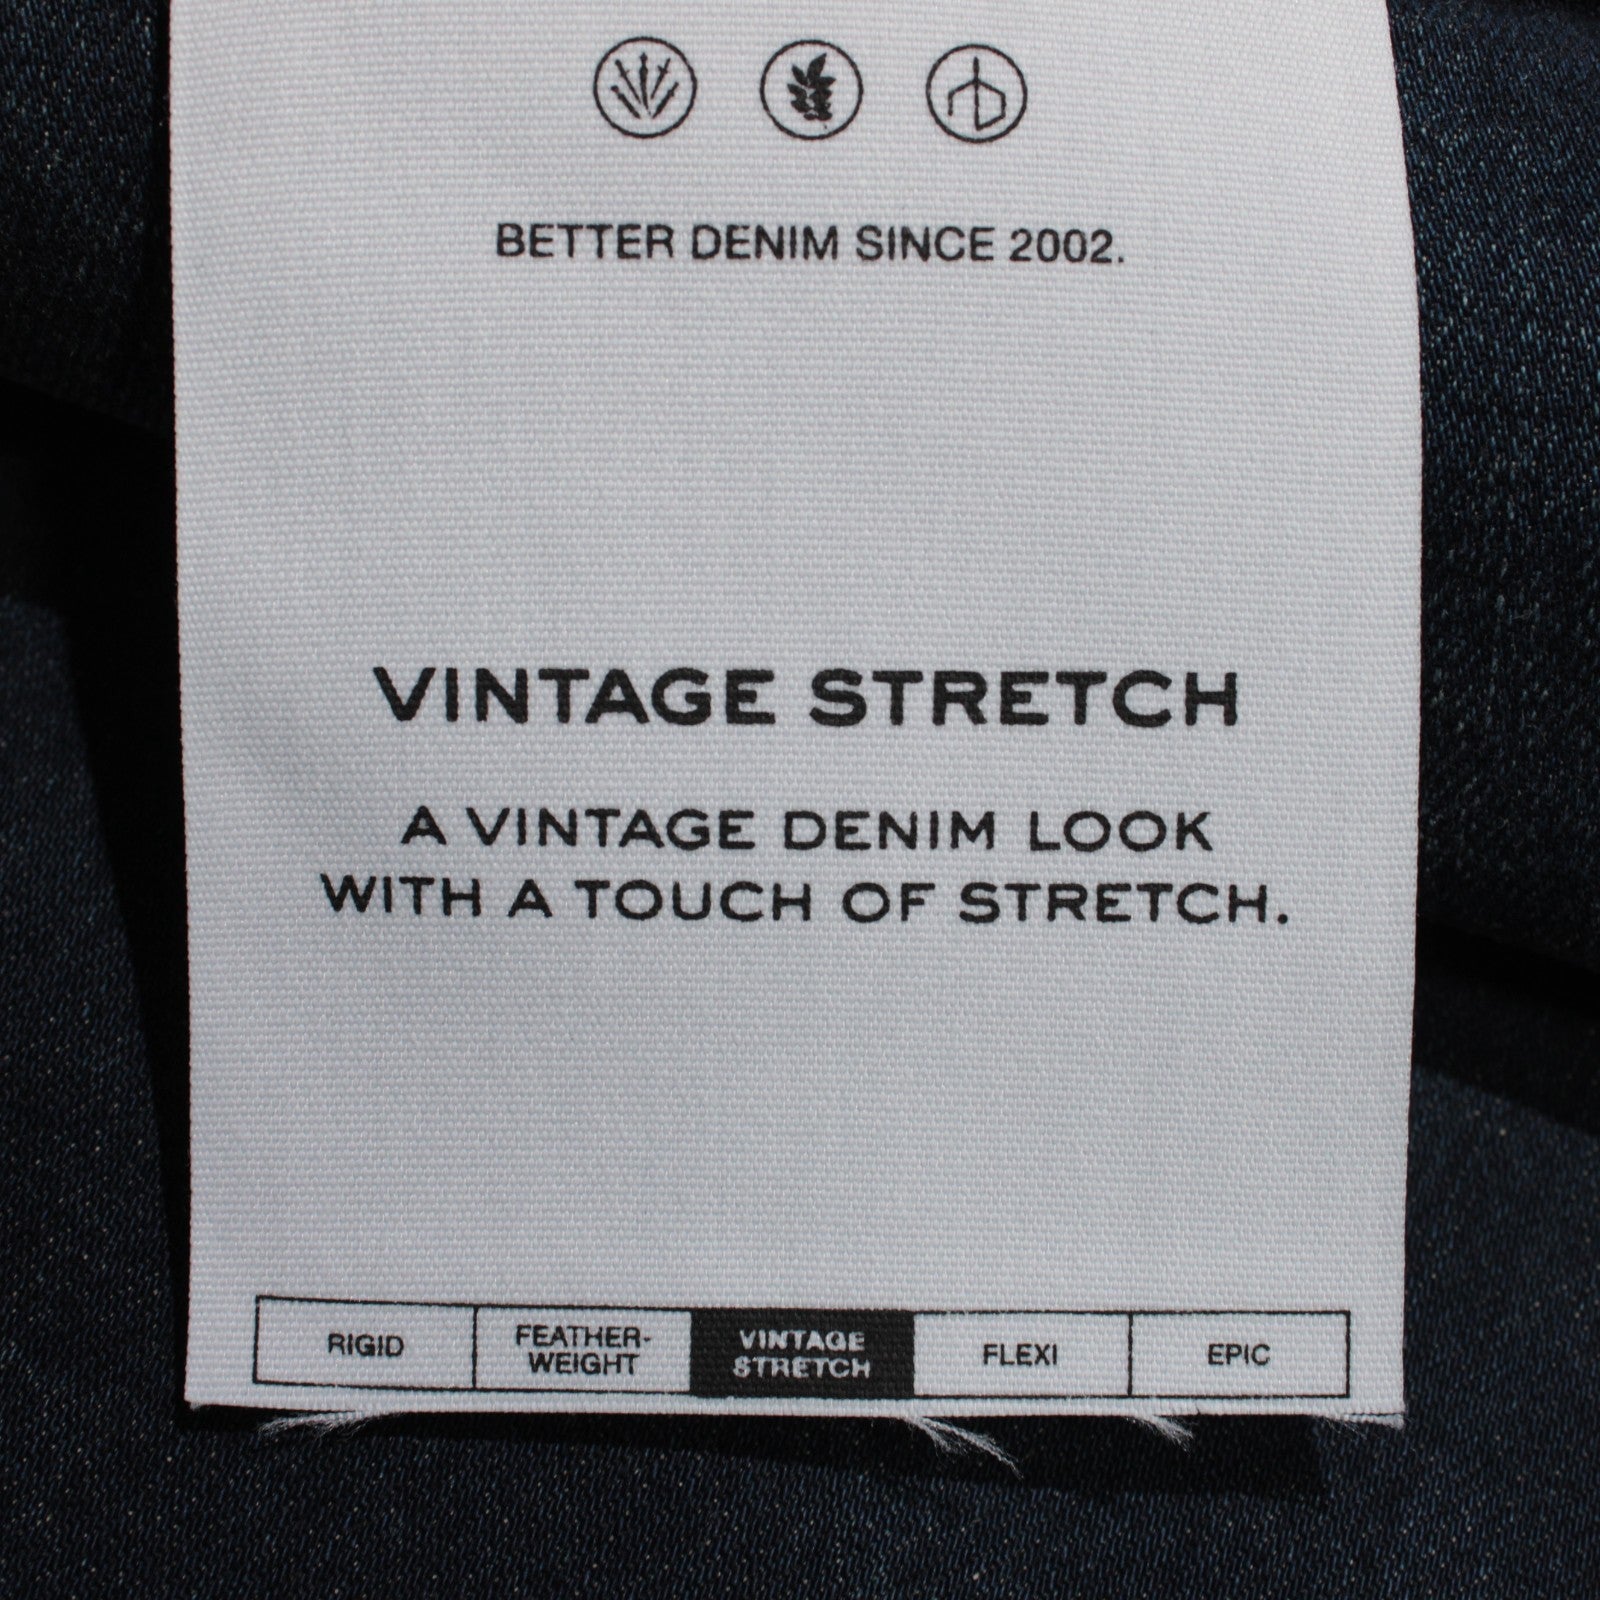 BETTER DENIM SINCE 2002.
VINTAGE STRETCH
A VINTAGE DENIM LOOK
WITH A TOUCH OF STRETCH.
RIGID
FEATHER-
WEIGHT
VINTAGE
STRETCH
FLEXI
EPIC